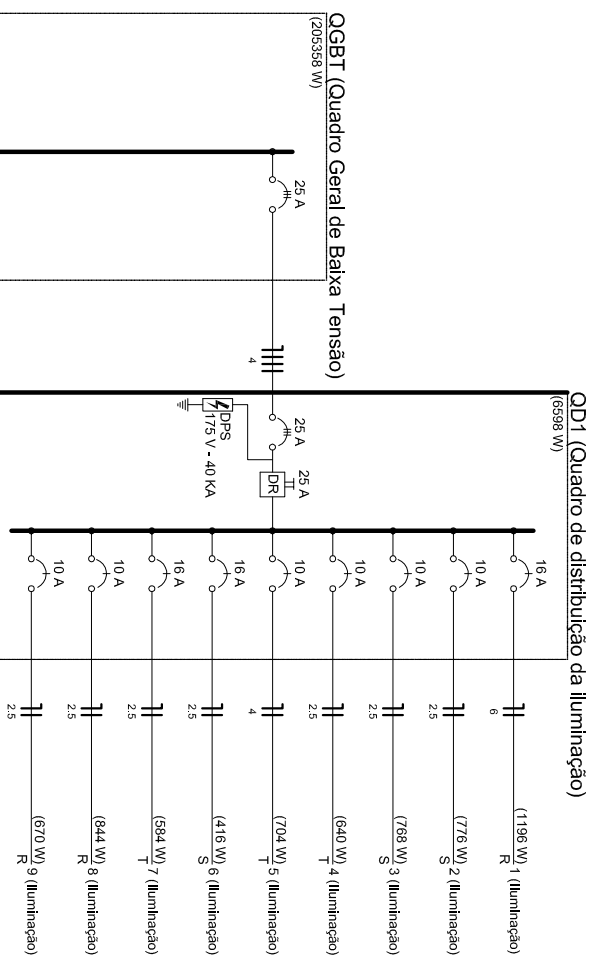 QGBT (Quadro Geral de Baixa Tensão)
(205358 W)
25 A
4
QD1 (Quadro de distribuição da iluminação)
(6598 W)
25 A
DPS
175 V - 40 KA
25 A
DR
16 A
6
(1196 W)
R
1 (Iluminação)
10 A
2.5
(776 W)
S
2 (Iluminação)
10 A
2.5
(768 W)
S
3 (Iluminação)
10 A
2.5
(640 W)
T
4 (Iluminação)
10 A
4
(704 W)
T
5 (Iluminação)
16 A
2.5
(416 W)
S
6 (Iluminação)
16 A
2.5
(584 W)
T
7 (Iluminação)
10 A
2.5
(844 W)
R
8 (Iluminação)
10 A
2.5
(670 W)
R
9 (Iluminação)